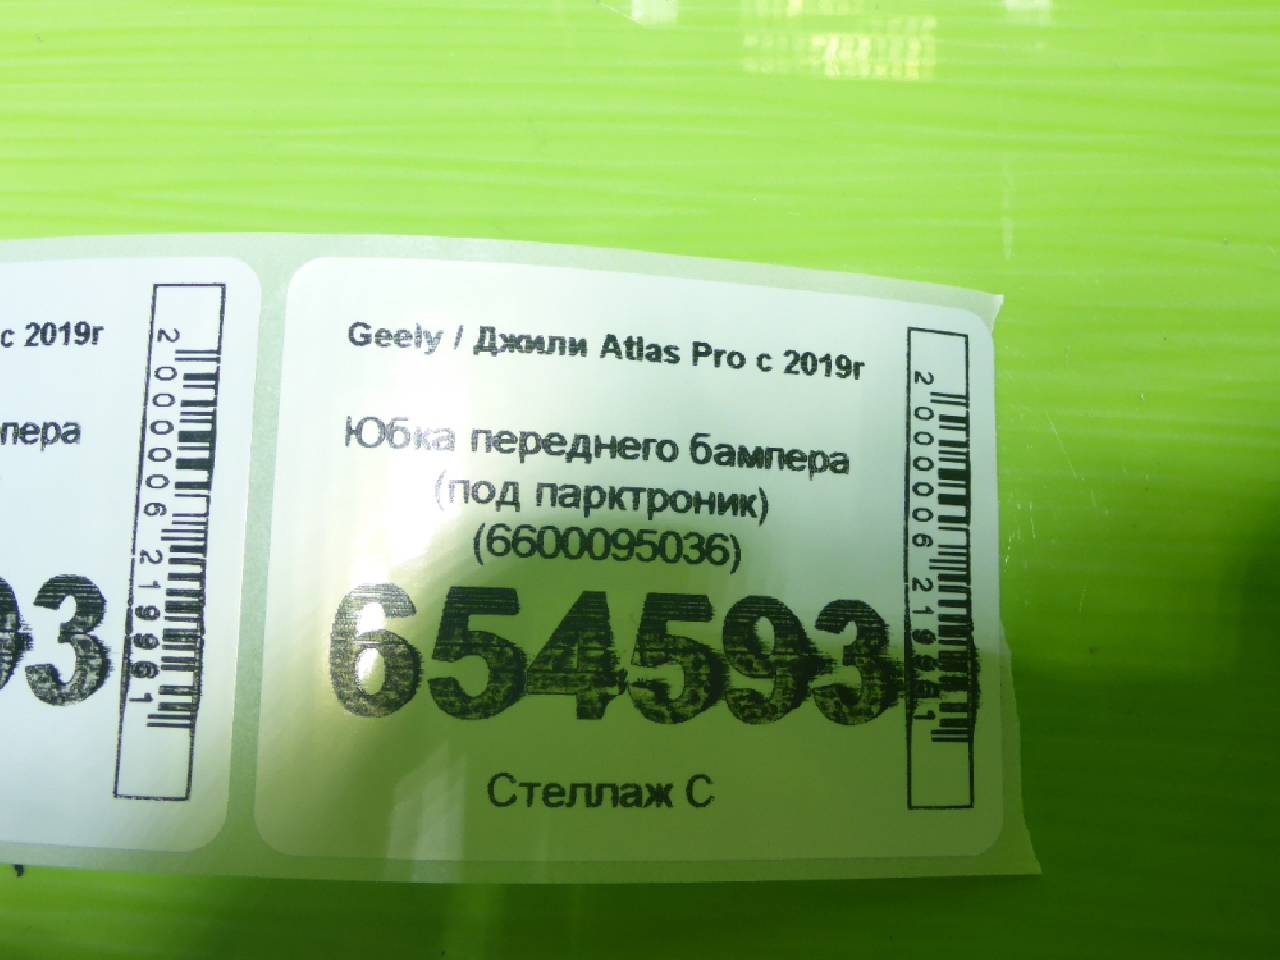 с 2019г
пера
93
2000006219961
Geely / Джили Atlas Pro с 2019г
Юбка переднего бампера
(под парктроник)
(6600095036)
654593
Стеллаж С
2000006219961